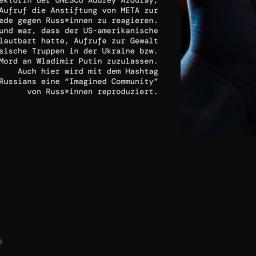 ektorin der UNESCO Audrey Azoulay,
Aufruf die Anstiftung von META zur
ede gegen Russ*innen zu reagieren.
und war, dass der US-amerikanische
lautbart hatte, Aufrufe zur Gewalt
sische Truppen in der Ukraine bzw.
Mord an Wladimir Putin zuzulassen.
Auch hier wird mit dem Hashtag
Russians eine “Imagined Community”
von Russ*innen reproduziert.